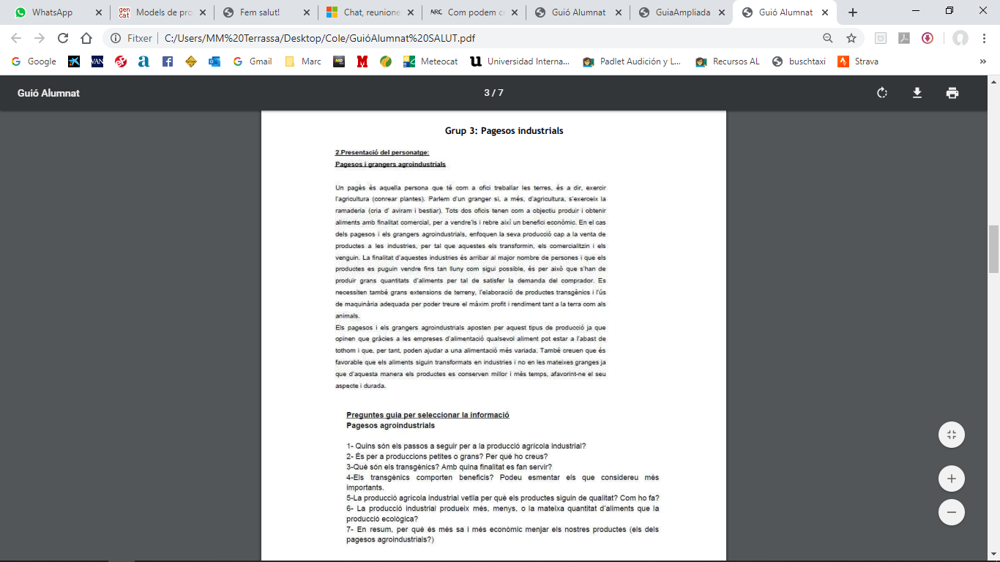 WhatsApp
Models de pro
Fem salut!
Chat, reunione
ARC Com podem c
Guió Alumnat
GuiaAmpliada
Guió Alumnat
Fitxer C:/Users/MM%20Terrassa/Desktop/Cole/GuióAlumnat%20SALUT.pdf
Google
VAN
Gmail
Marc
Meteocat
Universidad Interna...
Padlet Audición y L...
Recursos AL
buschtaxi
Strava
»
Guió Alumnat
3 / 7
Grup 3: Pagesos industrials
2.Presentació del personatge:
Pagesos i grangers agroindustrials
Un pagès és aquella persona que té com a ofici treballar les terres, és a dir, exercir
l'agricultura (conrear plantes). Parlem d'un granger si, a més, d'agricultura, s'exerceix la
ramaderia (cria d' aviram i bestiar). Tots dos oficis tenen com a objectiu produir i obtenir
aliments amb finalitat comercial, per a vendre'ls i rebre així un benefici econòmic. En el cas
dels pagesos i els grangers agroindustrials, enfoquen la seva producció cap a la venta de
productes a les industries, per tal que aquestes els transformin, els comercialitzin i els
venguin. La finalitat d'aquestes industries és arribar al major nombre de persones i que els
productes es puguin vendre fins tan lluny com sigui possible, és per això que s'han de
produir grans quantitats d'aliments per tal de satisfer la demanda del comprador. Es
necessiten també grans extensions de terreny, l'elaboració de productes transgènics i l'ús
de maquinària adequada per poder treure el màxim profit i rendiment tant a la terra com als
animals.
Els pagesos i els grangers agroindustrials aposten per aquest tipus de producció ja que
opinen que gràcies a les empreses d'alimentació qualsevol aliment pot estar a l'abast de
tothom i que, per tant, poden ajudar a una alimentació més variada. També creuen que és
favorable que els aliments siguin transformats en industries i no en les mateixes granges ja
que d'aquesta manera els productes es conserven millor i més temps, afavorint-ne el seu
aspecte i durada.
Preguntes guia per seleccionar la informació
Pagesos agroindustrials
1- Quins són els passos a seguir per a la producció agrícola industrial?
2- És per a produccions petites o grans? Per què ho creus?
3-Què són els transgènics? Amb quina finalitat es fan servir?
4-Els transgènics comporten beneficis? Podeu esmentar els que considereu més
importants.
5-La producció agrícola industrial vetlla per què els productes siguin de qualitat? Com ho fa?
6- La producció industrial produeix més, menys, o la mateixa quantitat d'aliments que la
producció ecològica?
7- En resum, per què és més sa i més econòmic menjar els nostres productes (els dels
pagesos agroindustrials?)